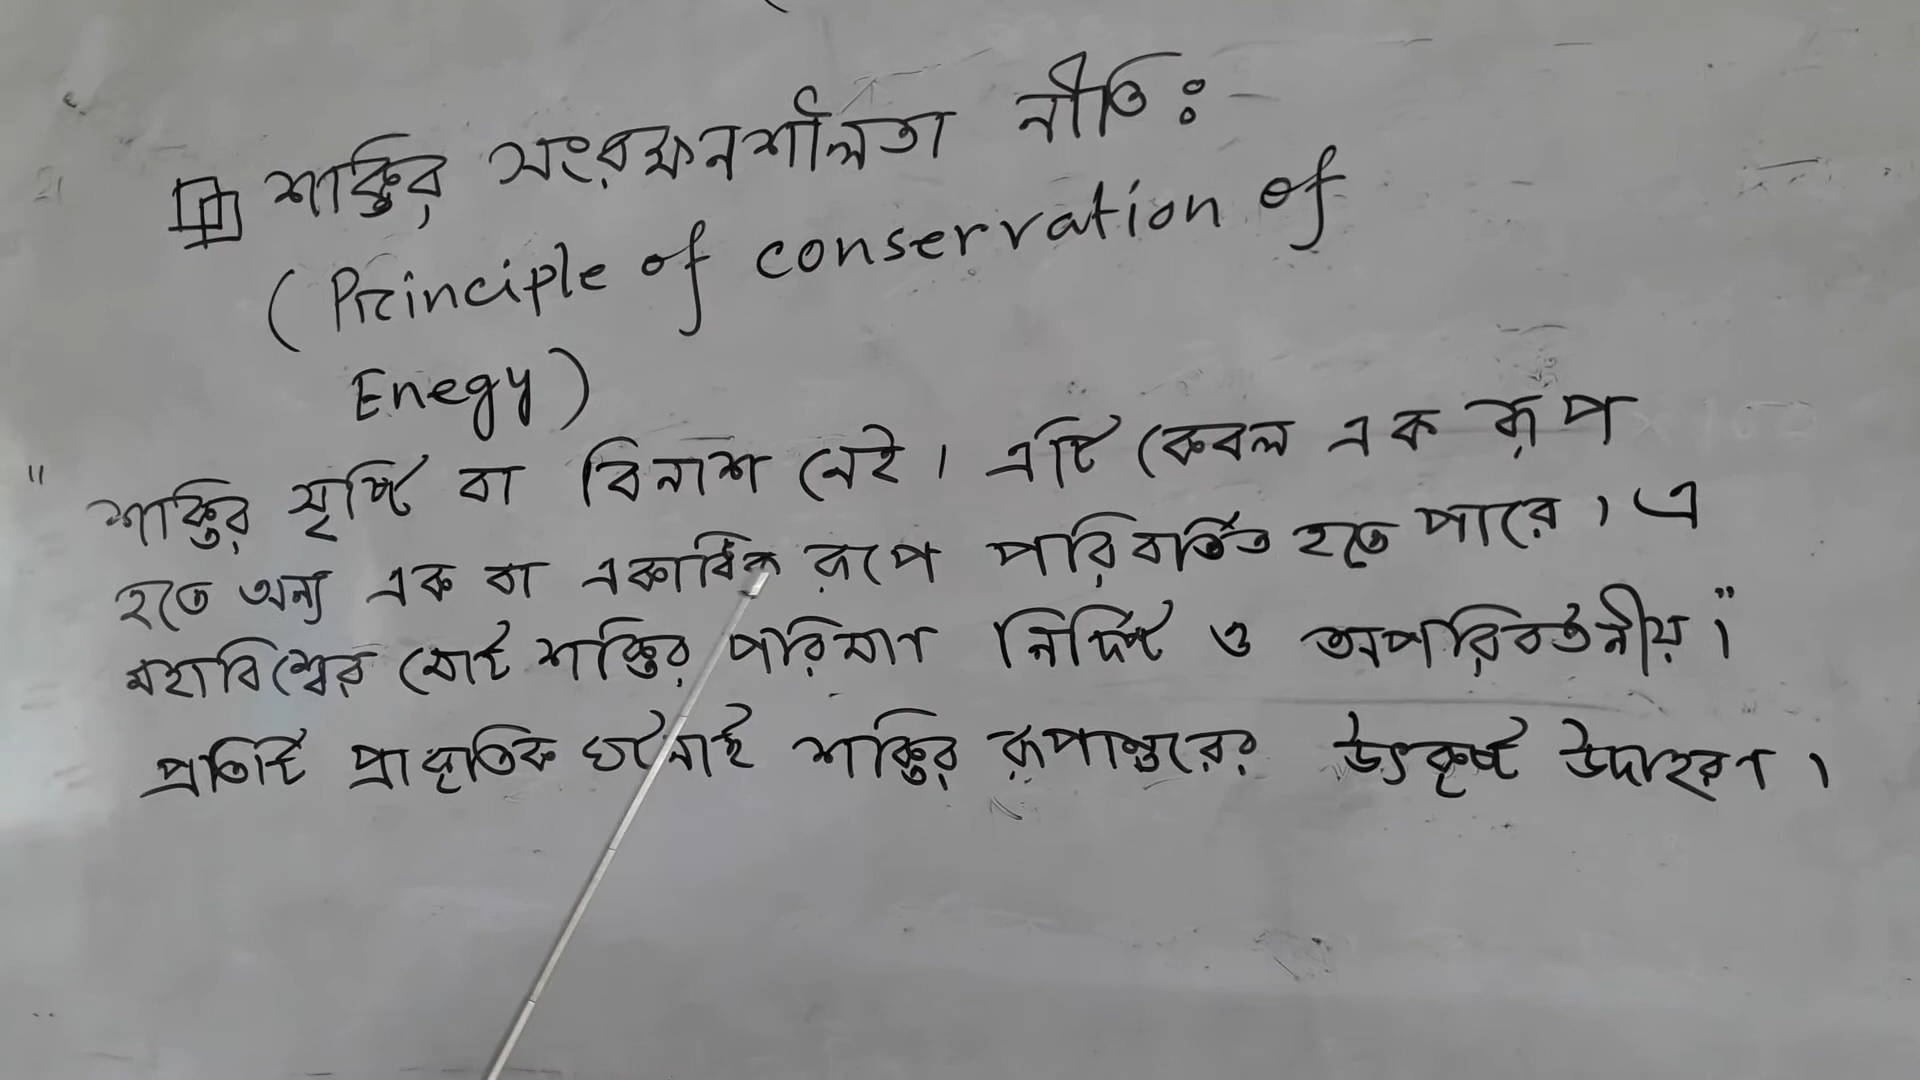 শক্তির সংরক্ষনশীলতা নীতি :
(Principle of conservation of
Enegy)
" শক্তির সৃষ্টি বা বিনাশ নেই। এটি কেবল এক রূপ
হতে অন্য এক বা একাধিক রূপে পরিবর্তিত হতে পারে। এ
মহাবিশ্বের মোট শক্তির পরিমাণ নির্দিষ্ট ও অপরিবর্তনীয়।"
প্রতিটি প্রাকৃতিক ঘটনাই শক্তির রূপান্তরের উৎকৃষ্ট উদাহরণ।